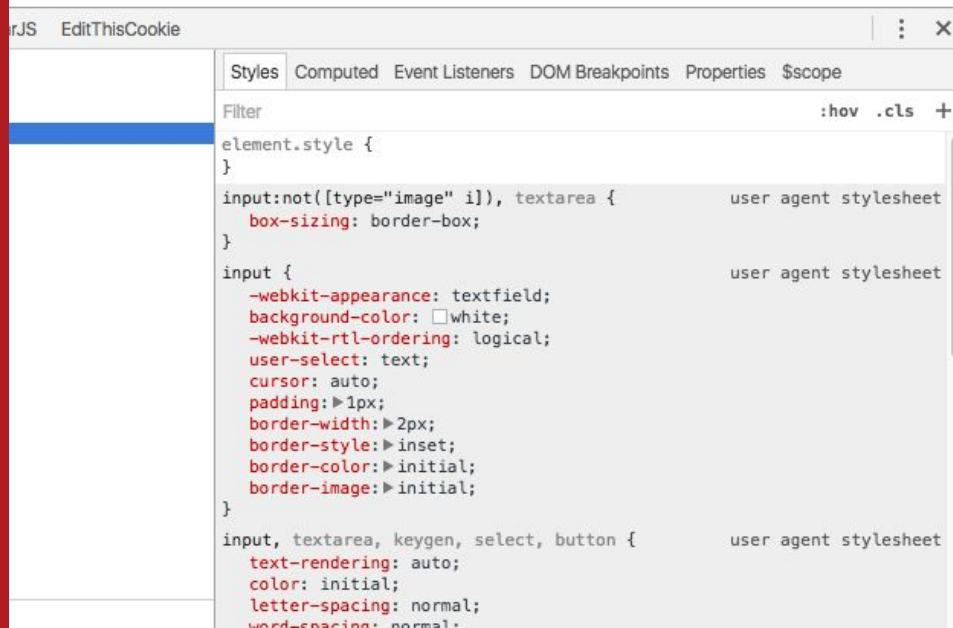 rJS EditThisCookie
Styles Computed Event Listeners DOM Breakpoints Properties $scope
Filter :hov .cls +
element.style {
}
input:not([type="image" i]), textarea { user agent stylesheet
box-sizing: border-box;
}
input { user agent stylesheet
-webkit-appearance: textfield;
background-color: white;
-webkit-rtl-ordering: logical;
user-select: text;
cursor: auto;
padding: 1px;
border-width: 2px;
border-style: inset;
border-color: initial;
border-image: initial;
}
input, textarea, keygen, select, button { user agent stylesheet
text-rendering: auto;
color: initial;
letter-spacing: normal;
word-spacing: normal;